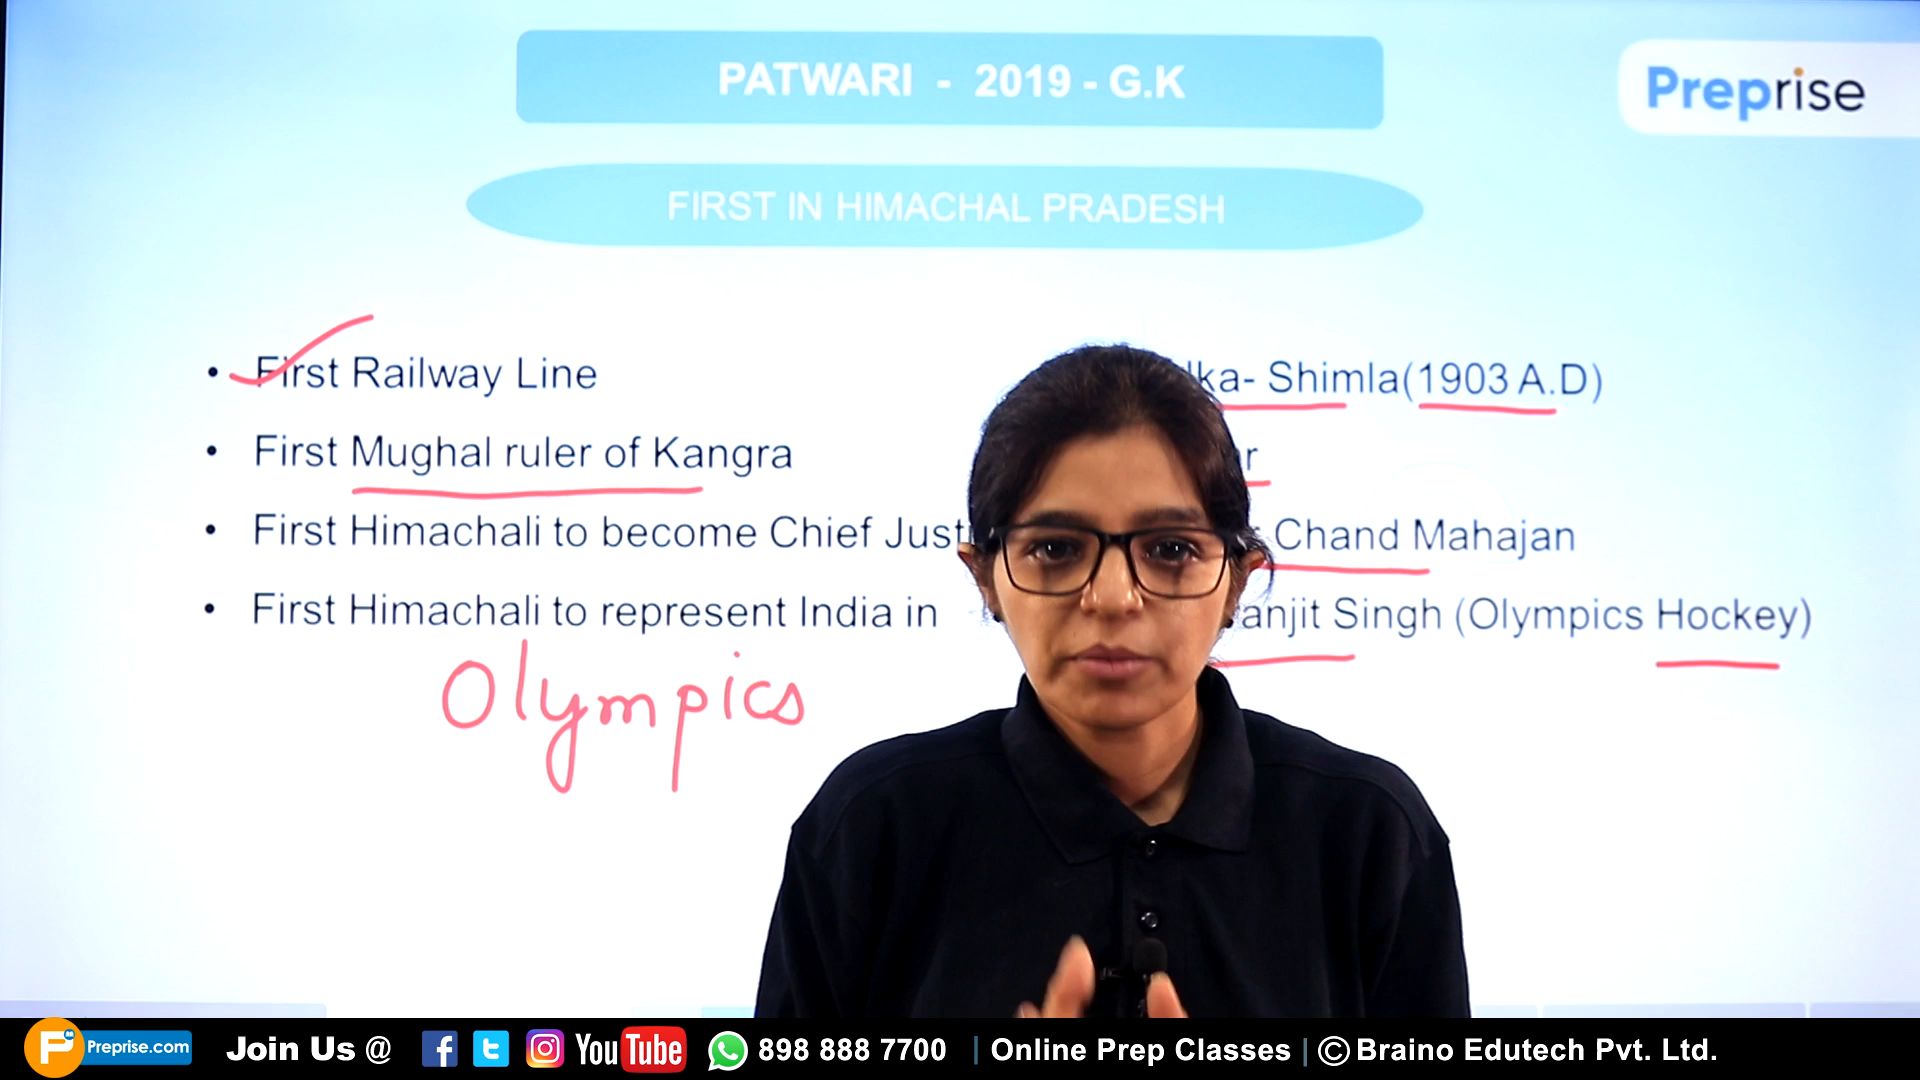 PATWARI - 2019 - G.K
Preprise
FIRST IN HIMACHAL PRADESH
• First Railway Line lka- Shimla(1903 A.D)
• First Mughal ruler of Kangra r
• First Himachali to become Chief Just Chand Mahajan
• First Himachali to represent India in anjit Singh (Olympics Hockey)
Olympics
P Preprise.com Join Us @ f YouTube 898 888 7700 | Online Prep Classes | © Braino Edutech Pvt. Ltd.